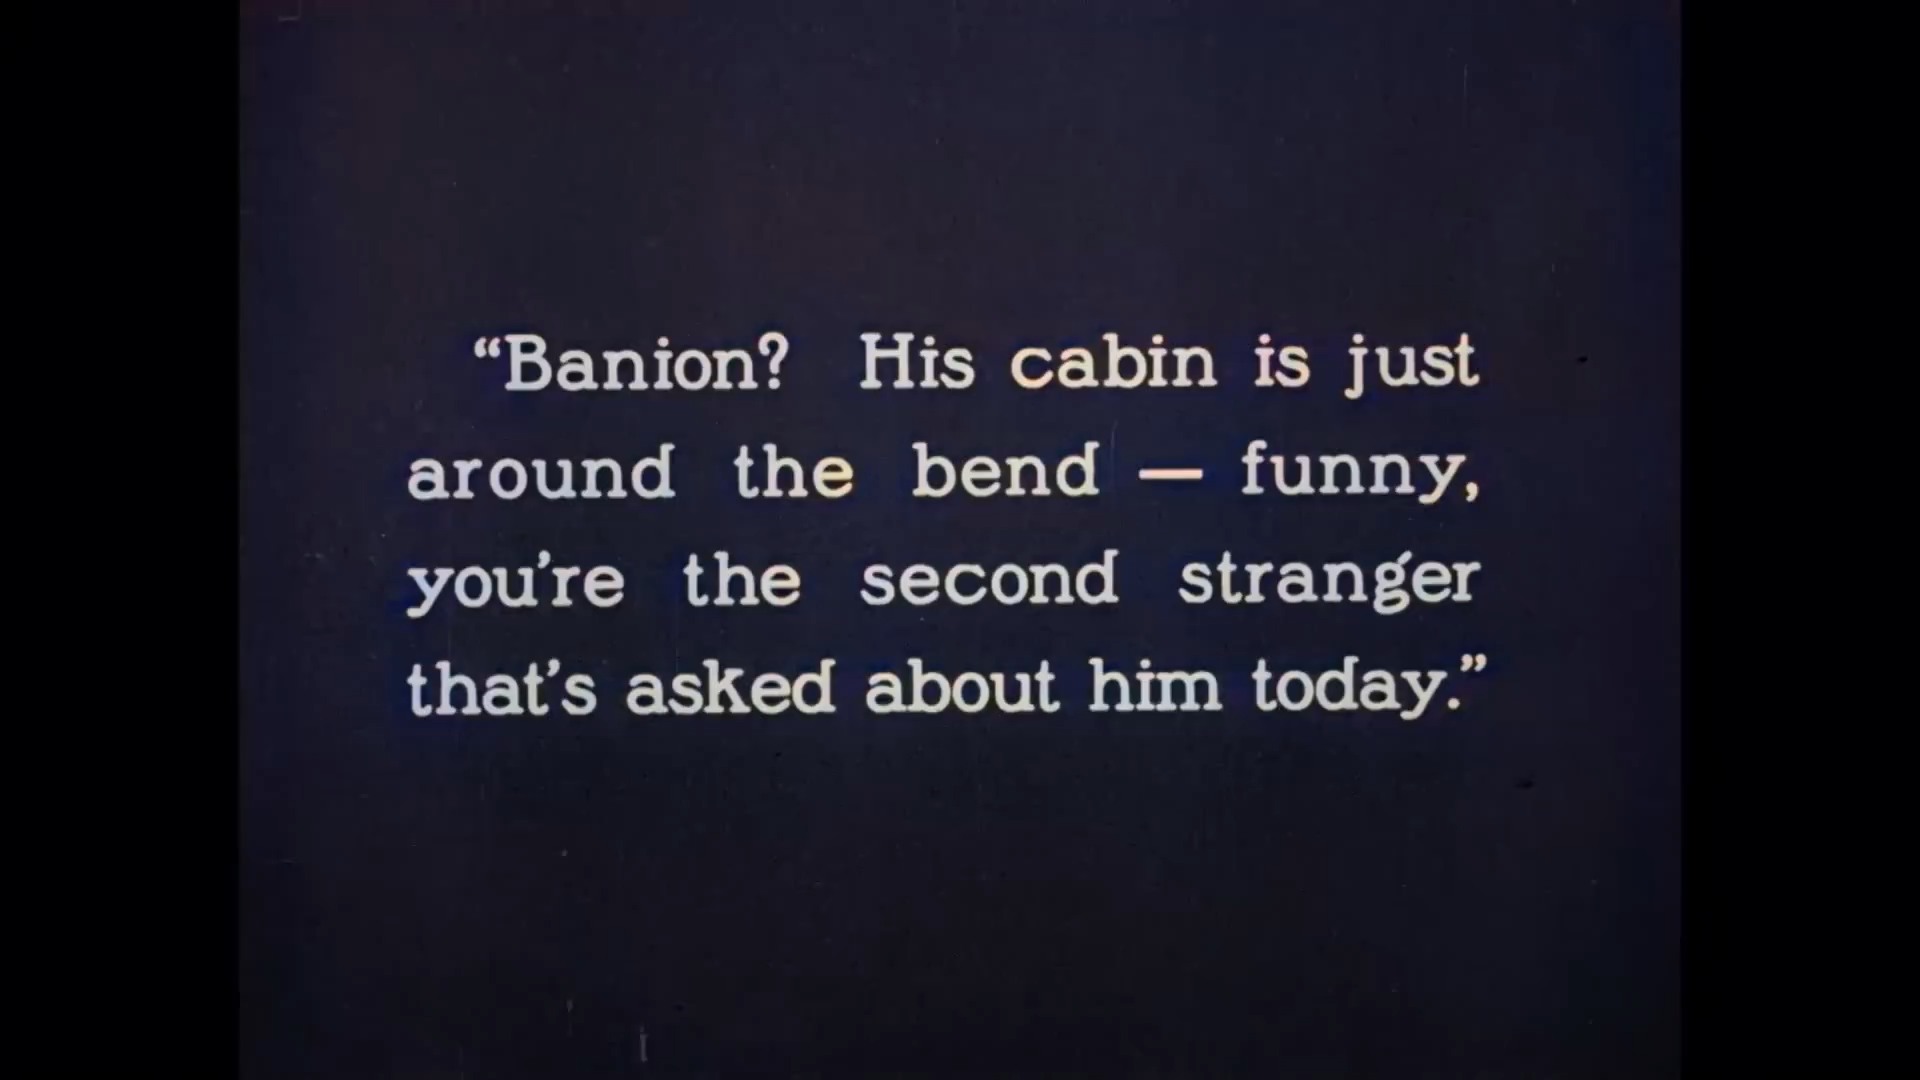 “Banion? His cabin is just
around the bend — funny,
you’re the second stranger
that’s asked about him today.”